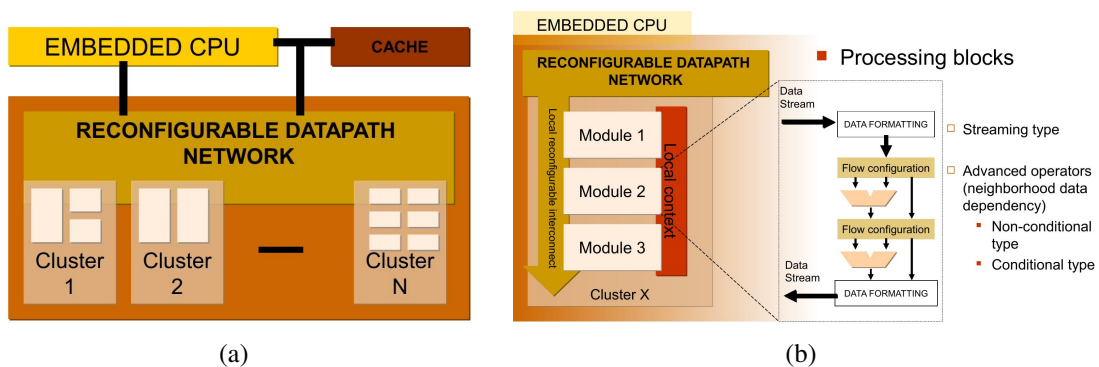 EMBEDDED CPU
CACHE
RECONFIGURABLE DATAPATH
NETWORK
Cluster
1
Cluster
2
Cluster
N
(a)
EMBEDDED CPU
RECONFIGURABLE DATAPATH
NETWORK
Local reconfigurable interconnect
Module 1
Module 2
Module 3
Local context
Cluster X
Processing blocks
Data
Stream
DATA FORMATTING
Flow configuration
Flow configuration
Data
Stream
DATA FORMATTING
Streaming type
Advanced operators
(neighborhood data
dependency)
Non-conditional
type
Conditional type
(b)